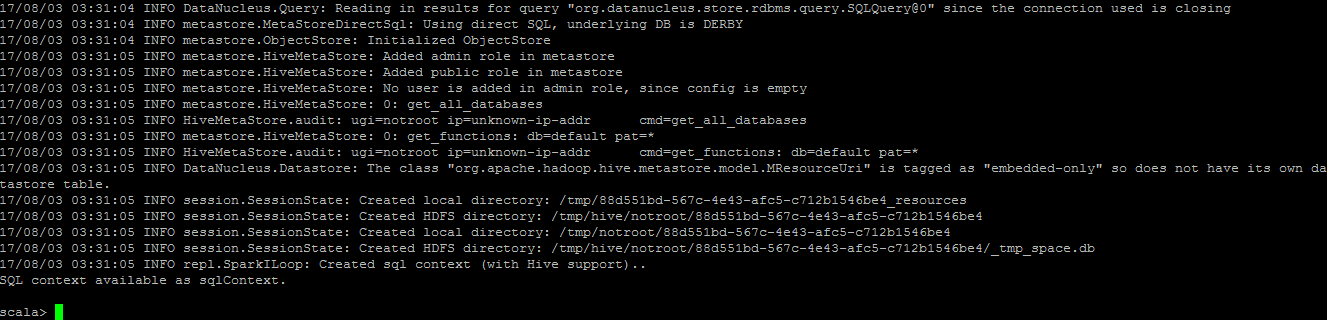 17/08/03 03:31:04 INFO DataNucleus.Query: Reading in results for query "org.datanucleus.store.rdbms.query.SQLQuery@0" since the connection used is closing
17/08/03 03:31:04 INFO metastore.MetaStoreDirectSql: Using direct SQL, underlying DB is DERBY
17/08/03 03:31:04 INFO metastore.ObjectStore: Initialized ObjectStore
17/08/03 03:31:05 INFO metastore.HiveMetaStore: Added admin role in metastore
17/08/03 03:31:05 INFO metastore.HiveMetaStore: Added public role in metastore
17/08/03 03:31:05 INFO metastore.HiveMetaStore: No user is added in admin role, since config is empty
17/08/03 03:31:05 INFO metastore.HiveMetaStore: 0: get_all_databases
17/08/03 03:31:05 INFO HiveMetaStore.audit: ugi=notroot ip=unknown-ip-addr      cmd=get_all_databases
17/08/03 03:31:05 INFO metastore.HiveMetaStore: 0: get_functions: db=default pat=*
17/08/03 03:31:05 INFO HiveMetaStore.audit: ugi=notroot ip=unknown-ip-addr      cmd=get_functions: db=default pat=*
17/08/03 03:31:05 INFO DataNucleus.Datastore: The class "org.apache.hadoop.hive.metastore.model.MResourceUri" is tagged as "embedded-only" so does not have its own da
tastore table.
17/08/03 03:31:05 INFO session.SessionState: Created local directory: /tmp/88d551bd-567c-4e43-afc5-c712b1546be4_resources
17/08/03 03:31:05 INFO session.SessionState: Created HDFS directory: /tmp/hive/notroot/88d551bd-567c-4e43-afc5-c712b1546be4
17/08/03 03:31:05 INFO session.SessionState: Created local directory: /tmp/notroot/88d551bd-567c-4e43-afc5-c712b1546be4
17/08/03 03:31:05 INFO session.SessionState: Created HDFS directory: /tmp/hive/notroot/88d551bd-567c-4e43-afc5-c712b1546be4/_tmp_space.db
17/08/03 03:31:05 INFO repl.SparkILoop: Created sql context (with Hive support)..
SQL context available as sqlContext.
scala>